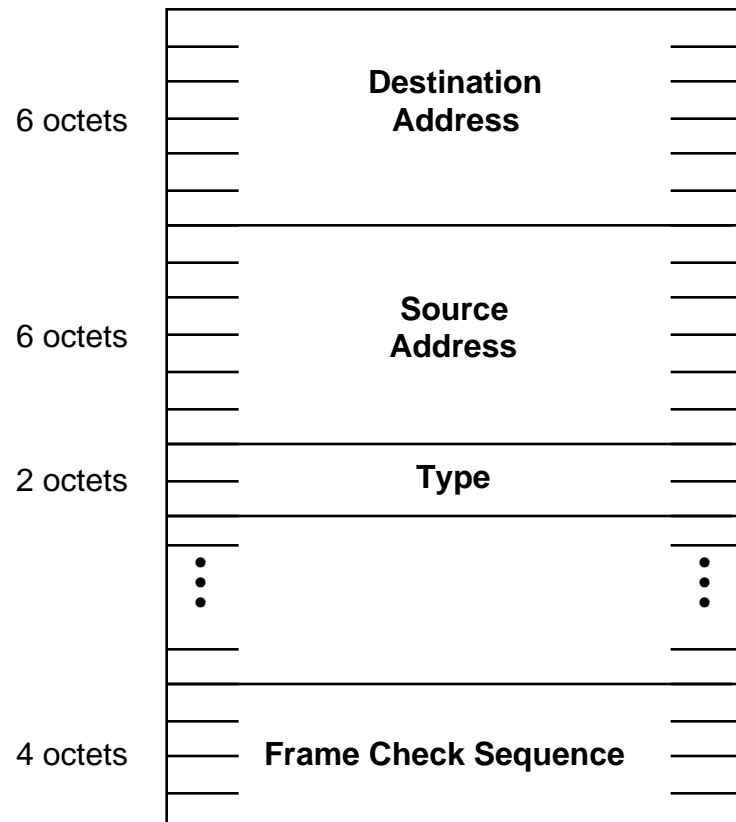 Destination
6 octets
Address
Source
6 octets
Address
2 octets
Type
4 octets
Frame Check Sequence